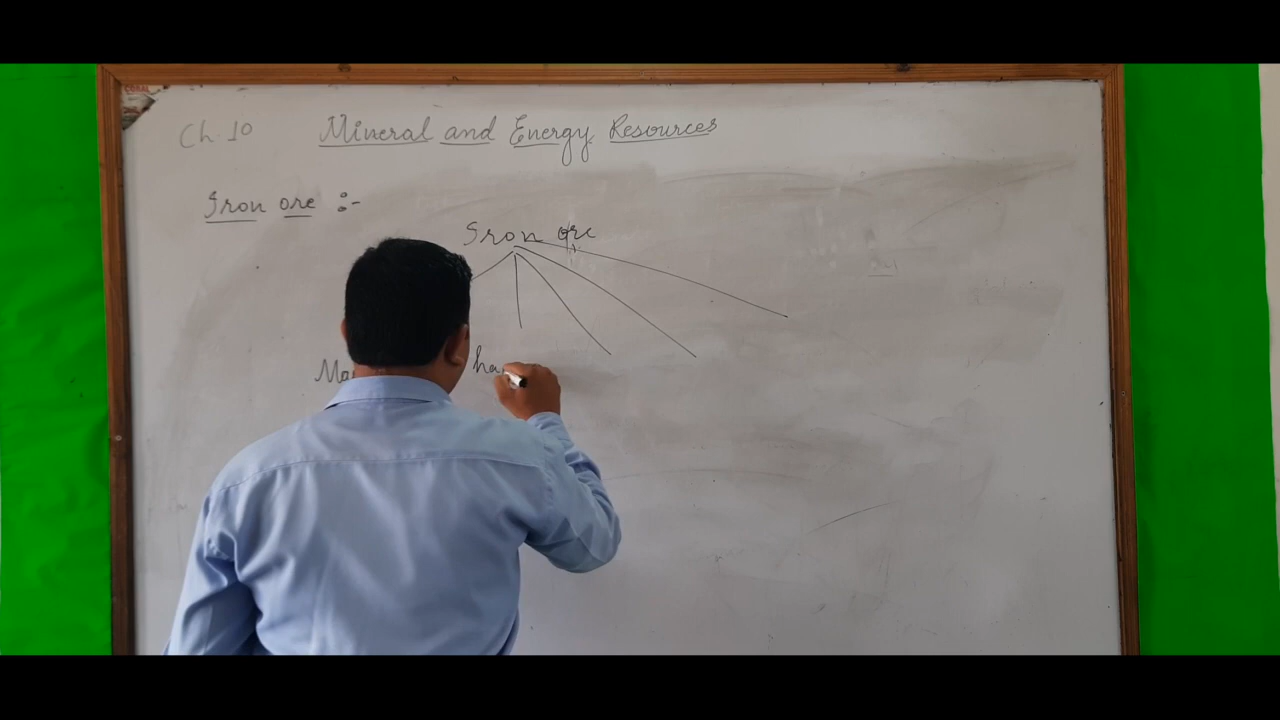 Ch. 10 Mineral and Energy Resources
Iron ore :-
Iron ore
Ma ha